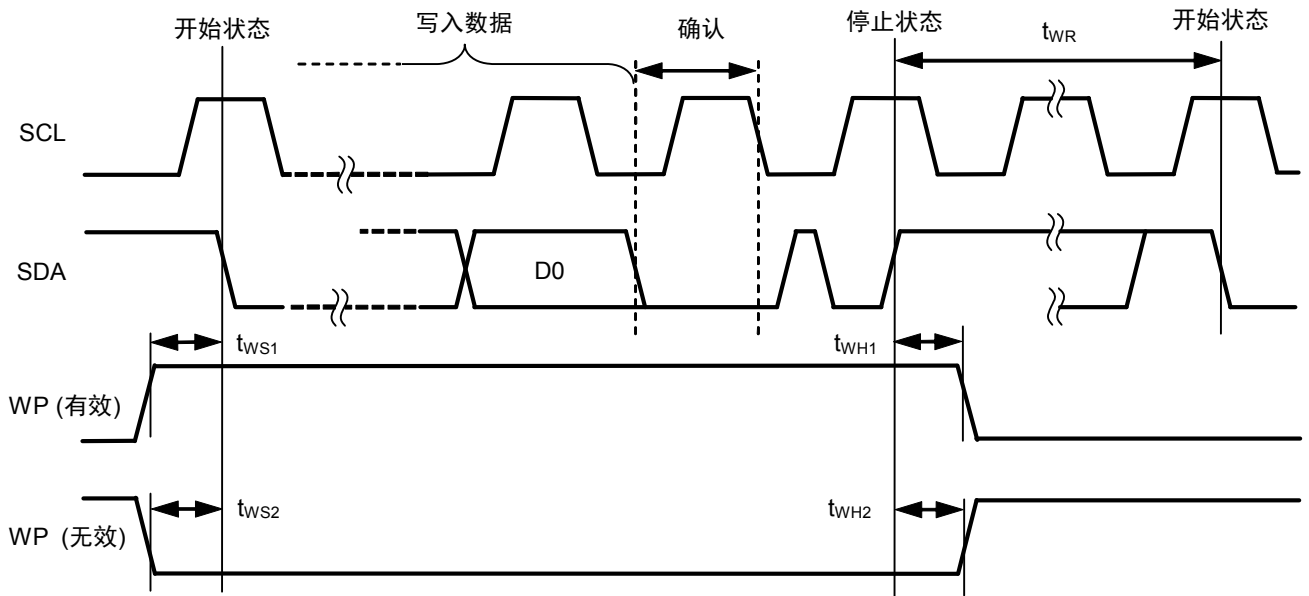 开始状态 写入数据 确认 停止状态 tWR 开始状态
SCL
SDA D0
tWS1 tWH1
WP (有效)
tWS2 tWH2
WP (无效)